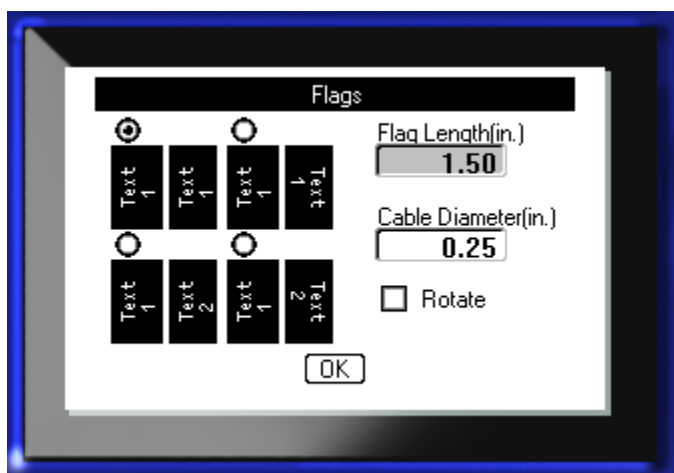 Flags
Flag Length(in.)
1.50
Text 1
Text 1
Text 1
Text 1
Cable Diameter(in.)
0.25
Text 1
Text 2
Text 1
Text 2
Rotate
OK